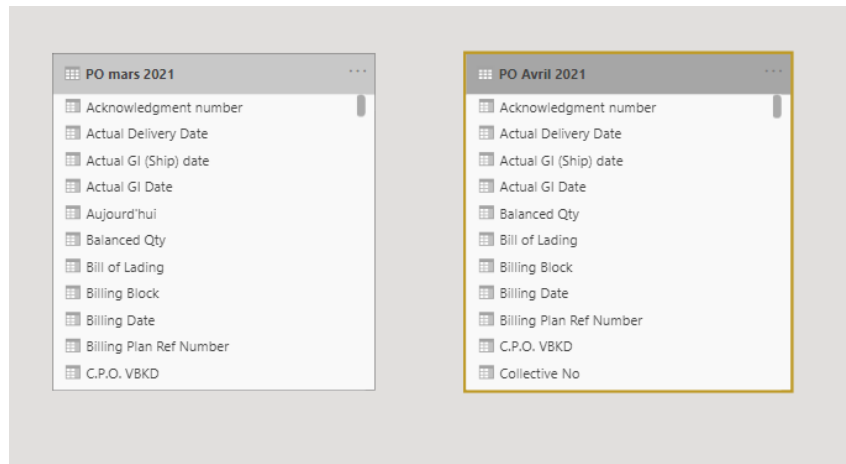 PO mars 2021
Acknowledgment number
Actual Delivery Date
Actual GI (Ship) date
Actual GI Date
Aujourd'hui
Balanced Qty
Bill of Lading
Billing Block
Billing Date
Billing Plan Ref Number
C.P.O. VBKD
PO Avril 2021
Acknowledgment number
Actual Delivery Date
Actual GI (Ship) date
Actual GI Date
Balanced Qty
Bill of Lading
Billing Block
Billing Date
Billing Plan Ref Number
C.P.O. VBKD
Collective No